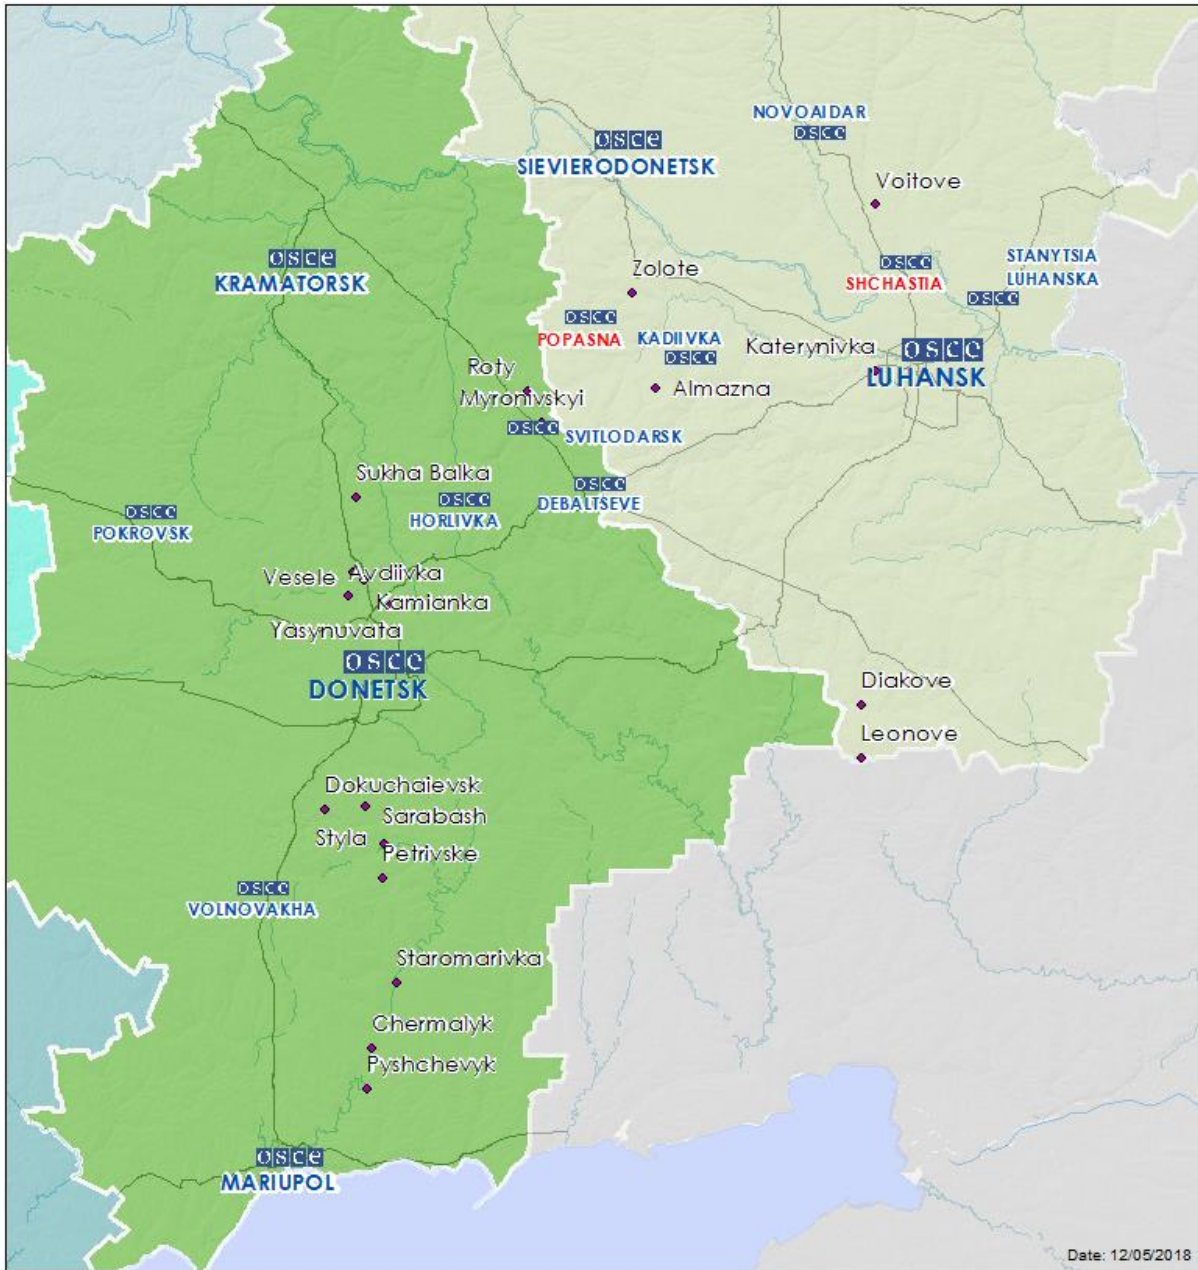 NOVOAIDAR
osce
osce
SIEVIERODONETSK
Voitove
osce
KRAMATORSK
Zolote
osce
SHCHASTIA
STANYTSIA
LUHANSKA
osce
osce
POPASNA
KADIIVKA
osce
Katerynivka
osce
LUHANSK
Roty
Almazna
Myronivskyi
osce
SVITLODARSK
Sukha Balka
osce
HORLIVKA
osce
DEBALTSEVE
osce
POKROVSK
Vesele
Avdiivka
Kamianka
Yasynuvata
osce
DONETSK
Diakove
Leonove
Dokuchaievsk
Sarabash
Styla
Petrivske
osce
VOLNOVAKHA
Staromarivka
Chermalyk
Pyshchevyk
osce
MARIUPOL
Date: 12/05/2018